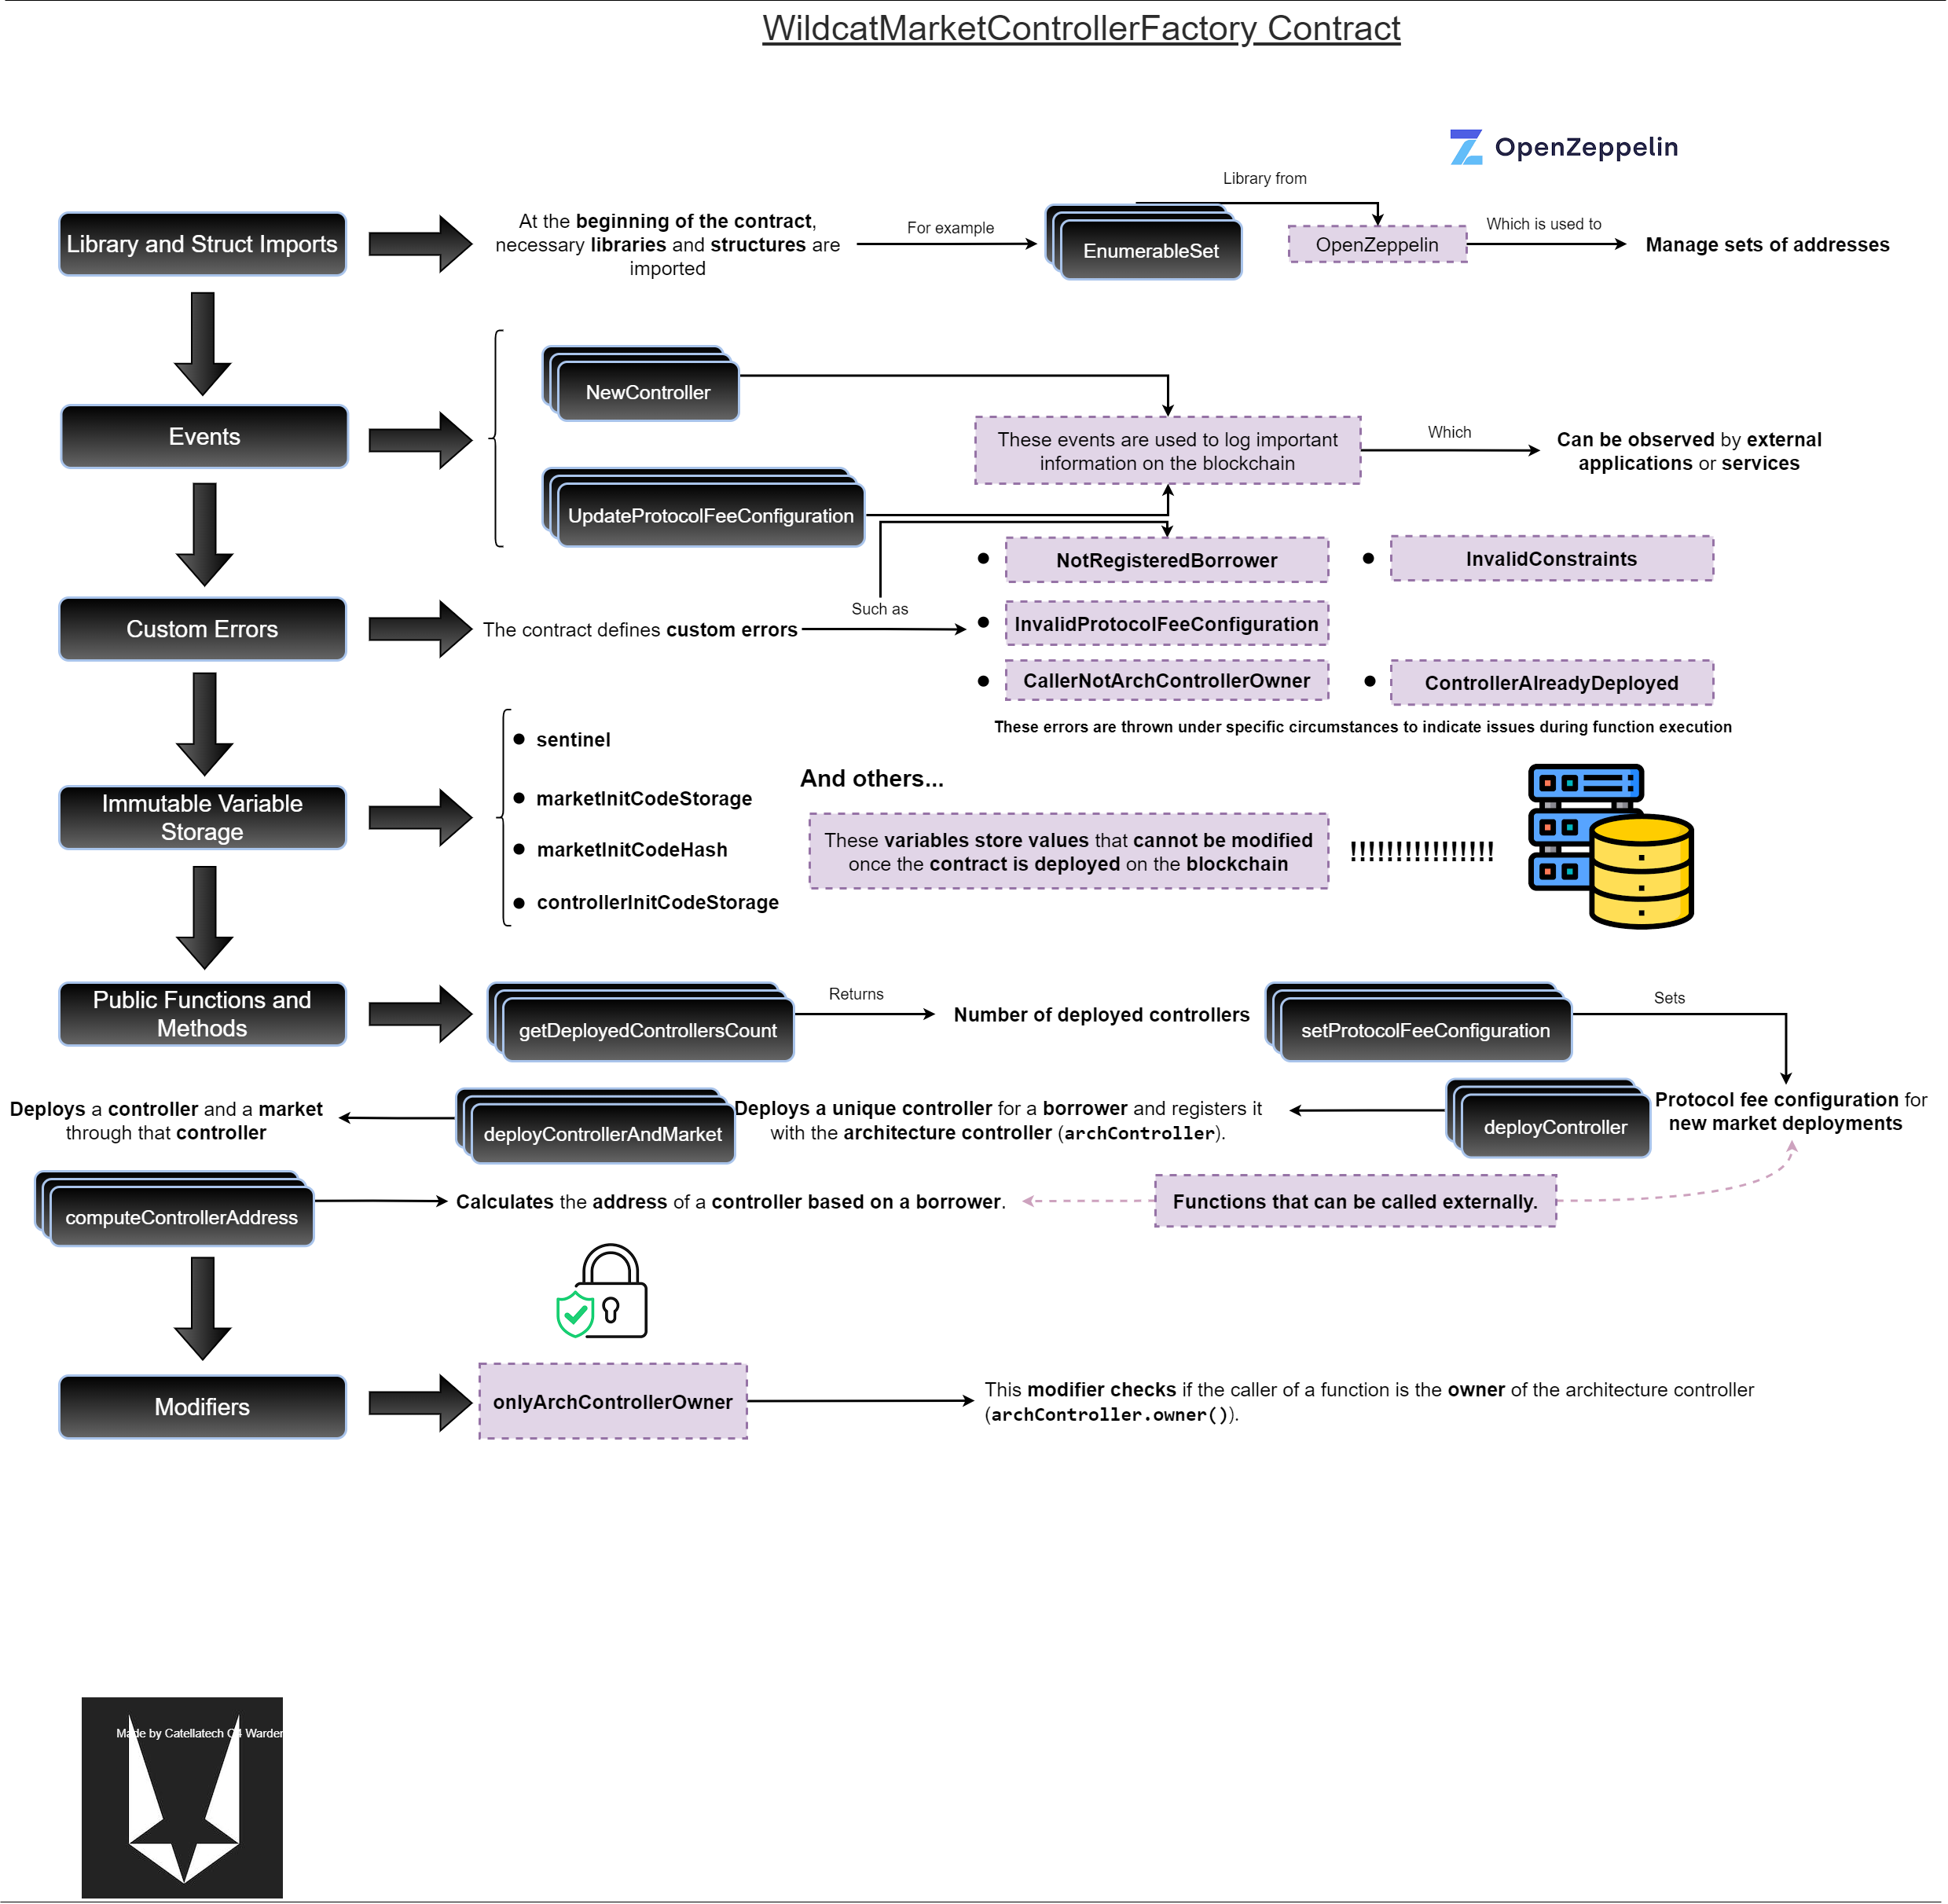 WildcatMarketControllerFactory Contract
OpenZeppelin
Library from
Library and Struct Imports
At the beginning of the contract,
necessary libraries and structures are
imported
For example
EnumerableSet
OpenZeppelin
Which is used to
Manage sets of addresses
Events
NewController
UpdateProtocolFeeConfiguration
These events are used to log important
information on the blockchain
Which
Can be observed by external
applications or services
Custom Errors
The contract defines custom errors
Such as
NotRegisteredBorrower
InvalidConstraints
InvalidProtocolFeeConfiguration
CallerNotArchControllerOwner
ControllerAlreadyDeployed
These errors are thrown under specific circumstances to indicate issues during function execution
Immutable Variable
Storage
sentinel
marketInitCodeStorage
marketInitCodeHash
controllerInitCodeStorage
And others...
These variables store values that cannot be modified
once the contract is deployed on the blockchain
!!!!!!!!!!!!!!!!
Public Functions and
Methods
getDeployedControllersCount
Returns
Number of deployed controllers
setProtocolFeeConfiguration
Sets
Protocol fee configuration for
new market deployments
deployController
Deploys a unique controller for a borrower and registers it
with the architecture controller (archController).
deployControllerAndMarket
Deploys a controller and a market
through that controller
computeControllerAddress
Calculates the address of a controller based on a borrower.
Functions that can be called externally.
Modifiers
onlyArchControllerOwner
This modifier checks if the caller of a function is the owner of the architecture controller
(archController.owner()).
Made by Catellatech C4 Warden